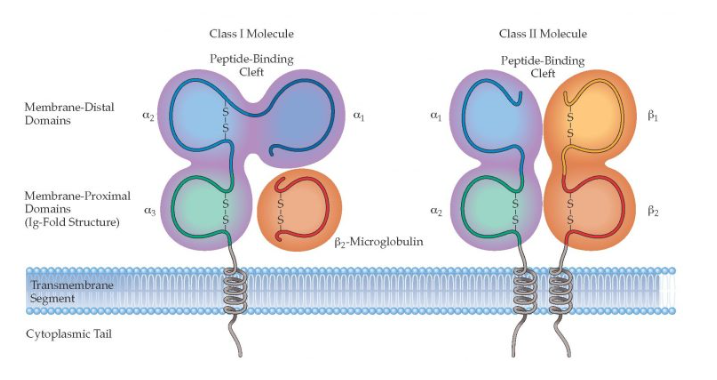 Class I Molecule
Class II Molecule
Peptide-Binding
Cleft
Peptide-Binding
Cleft
Membrane-Distal
Domains
α₂
S
S
α₁
α₁
S
S
β₁
Membrane-Proximal
Domains
(Ig-Fold Structure)
α₃
S
S
S
S
β₂-Microglobulin
α₂
S
S
S
S
β₂
Transmembrane
Segment
Cytoplasmic Tail